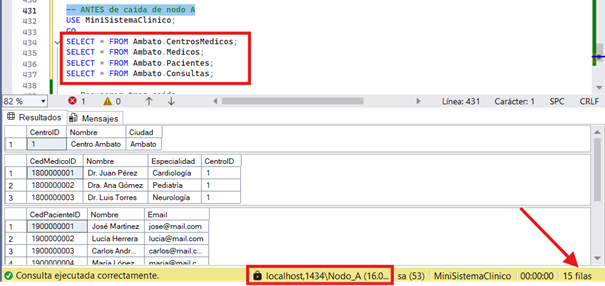 431 -- ANTES de caida de nodo A
432 USE MiniSistemaClinico;
433 GO
434 SELECT * FROM Ambato.CentrosMedicos;
435 SELECT * FROM Ambato.Medicos;
436 SELECT * FROM Ambato.Pacientes;
437 SELECT * FROM Ambato.Consultas;
438
82 % 1 0 Línea: 431 Carácter: 1 SPC CRLF
Resultados Mensajes
CentroID Nombre Ciudad
1 1 Centro Ambato Ambato
CedMedicoID Nombre Especialidad CentroID
1 1800000001 Dr. Juan Pérez Cardiología 1
2 1800000002 Dra. Ana Gómez Pediatría 1
3 1800000003 Dr. Luis Torres Neurología 1
CedPacienteID Nombre Email
1 1900000001 José Martínez jose@mail.com
2 1900000002 Lucía Herrera lucia@mail.com
3 1900000003 Carlos Andr... carlos@mail.c...
4 1900000004 María López maria@mail.c...
Consulta ejecutada correctamente. localhost,1434\Nodo_A (16.0... sa (53) MiniSistemaClinico 00:00:00 15 filas